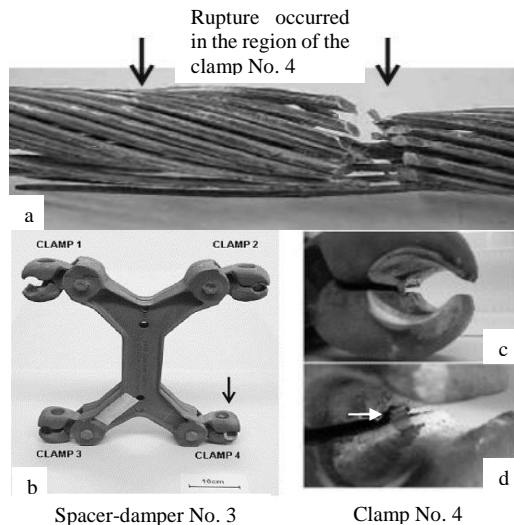 Rupture occurred
in the region of the
clamp No. 4
a
CLAMP 1
CLAMP 2
CLAMP 3
CLAMP 4
10cm
b
c
d
Spacer-damper No. 3
Clamp No. 4